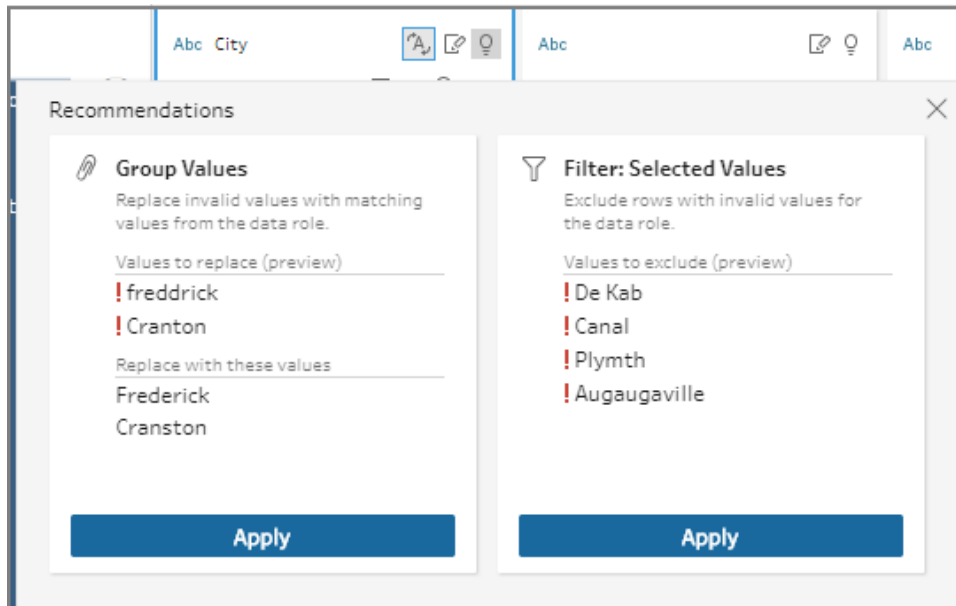 Abc City
Abc
Abc
Recommendations
Group Values
Replace invalid values with matching
values from the data role.
Values to replace (preview)
! freddrick
! Cranton
Replace with these values
Frederick
Cranston
Apply
Filter: Selected Values
Exclude rows with invalid values for
the data role.
Values to exclude (preview)
! De Kab
! Canal
! Plymth
! Augaugaville
Apply